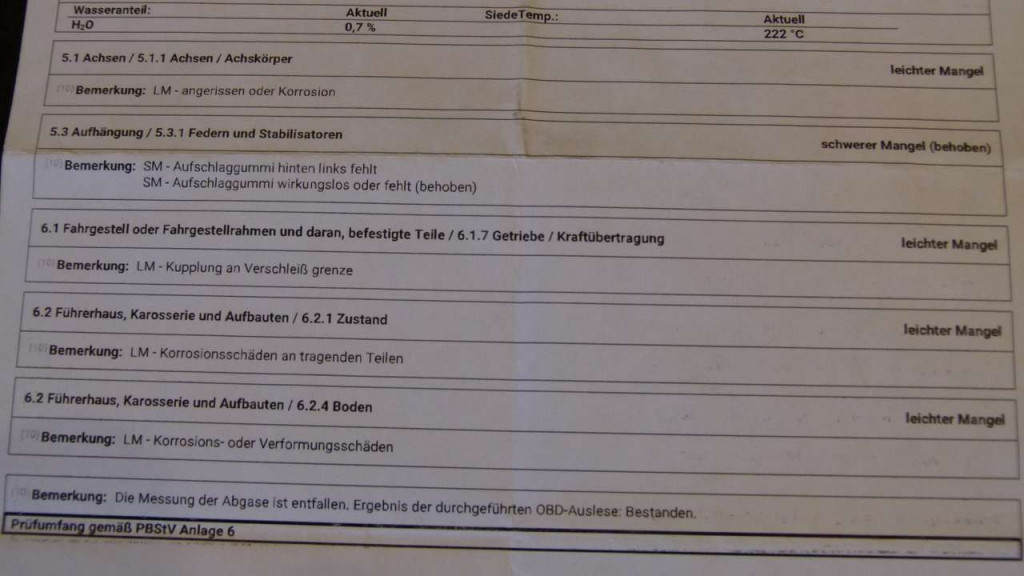 Wasseranteil: Aktuell SiedeTemp.: Aktuell
H₂O 0,7 % 222 °C
5.1 Achsen / 5.1.1 Achsen / Achskörper leichter Mangel
[10] Bemerkung: LM - angerissen oder Korrosion
5.3 Aufhängung / 5.3.1 Federn und Stabilisatoren schwerer Mangel (behoben)
[10] Bemerkung: SM - Aufschlaggummi hinten links fehlt
SM - Aufschlaggummi wirkungslos oder fehlt (behoben)
6.1 Fahrgestell oder Fahrgestellrahmen und daran, befestigte Teile / 6.1.7 Getriebe / Kraftübertragung leichter Mangel
[10] Bemerkung: LM - Kupplung an Verschleiß grenze
6.2 Führerhaus, Karosserie und Aufbauten / 6.2.1 Zustand leichter Mangel
[10] Bemerkung: LM - Korrosionsschäden an tragenden Teilen
6.2 Führerhaus, Karosserie und Aufbauten / 6.2.4 Boden leichter Mangel
[10] Bemerkung: LM - Korrosions- oder Verformungsschäden
[10] Bemerkung: Die Messung der Abgase ist entfallen. Ergebnis der durchgeführten OBD-Auslese: Bestanden.
Prüfumfang gemäß PBStV Anlage 6